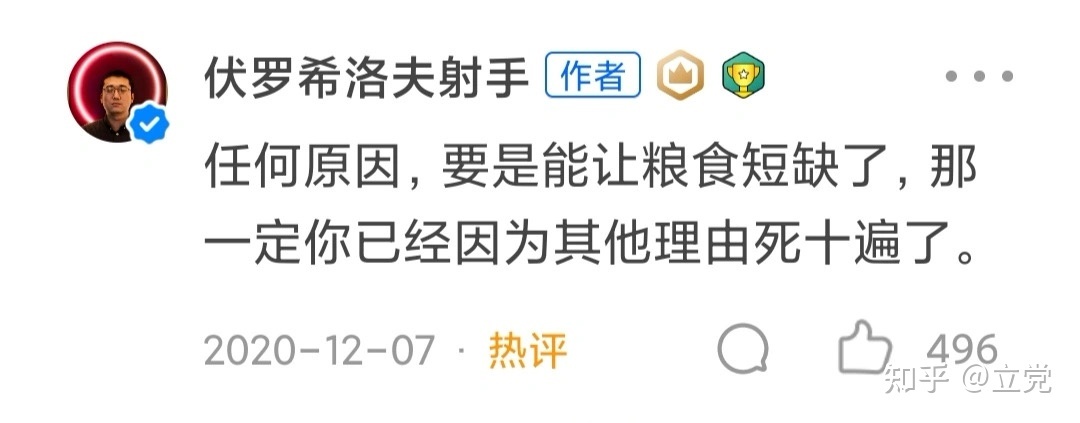 伏罗希洛夫射手 作者
任何原因，要是能让粮食短缺了，那
一定你已经因为其他理由死十遍了。
2020-12-07 · 热评 496
知乎 @立党